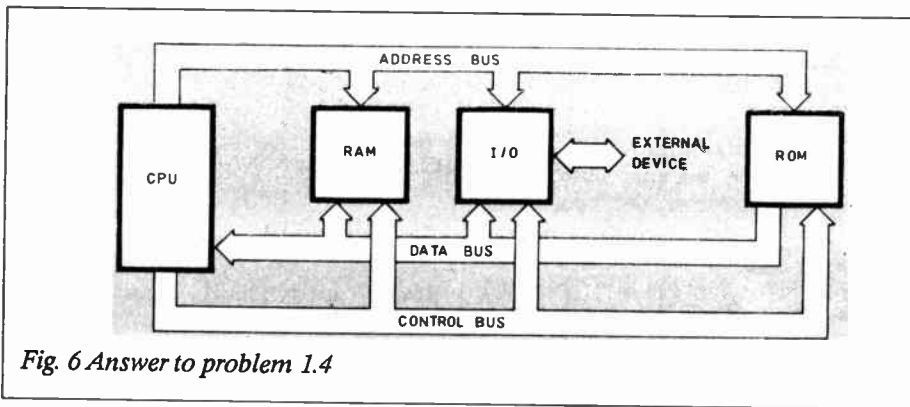 ADDRESS BUS
CPU
RAM
I/O
EXTERNAL
DEVICE
ROM
DATA BUS
CONTROL BUS
Fig. 6 Answer to problem 1.4